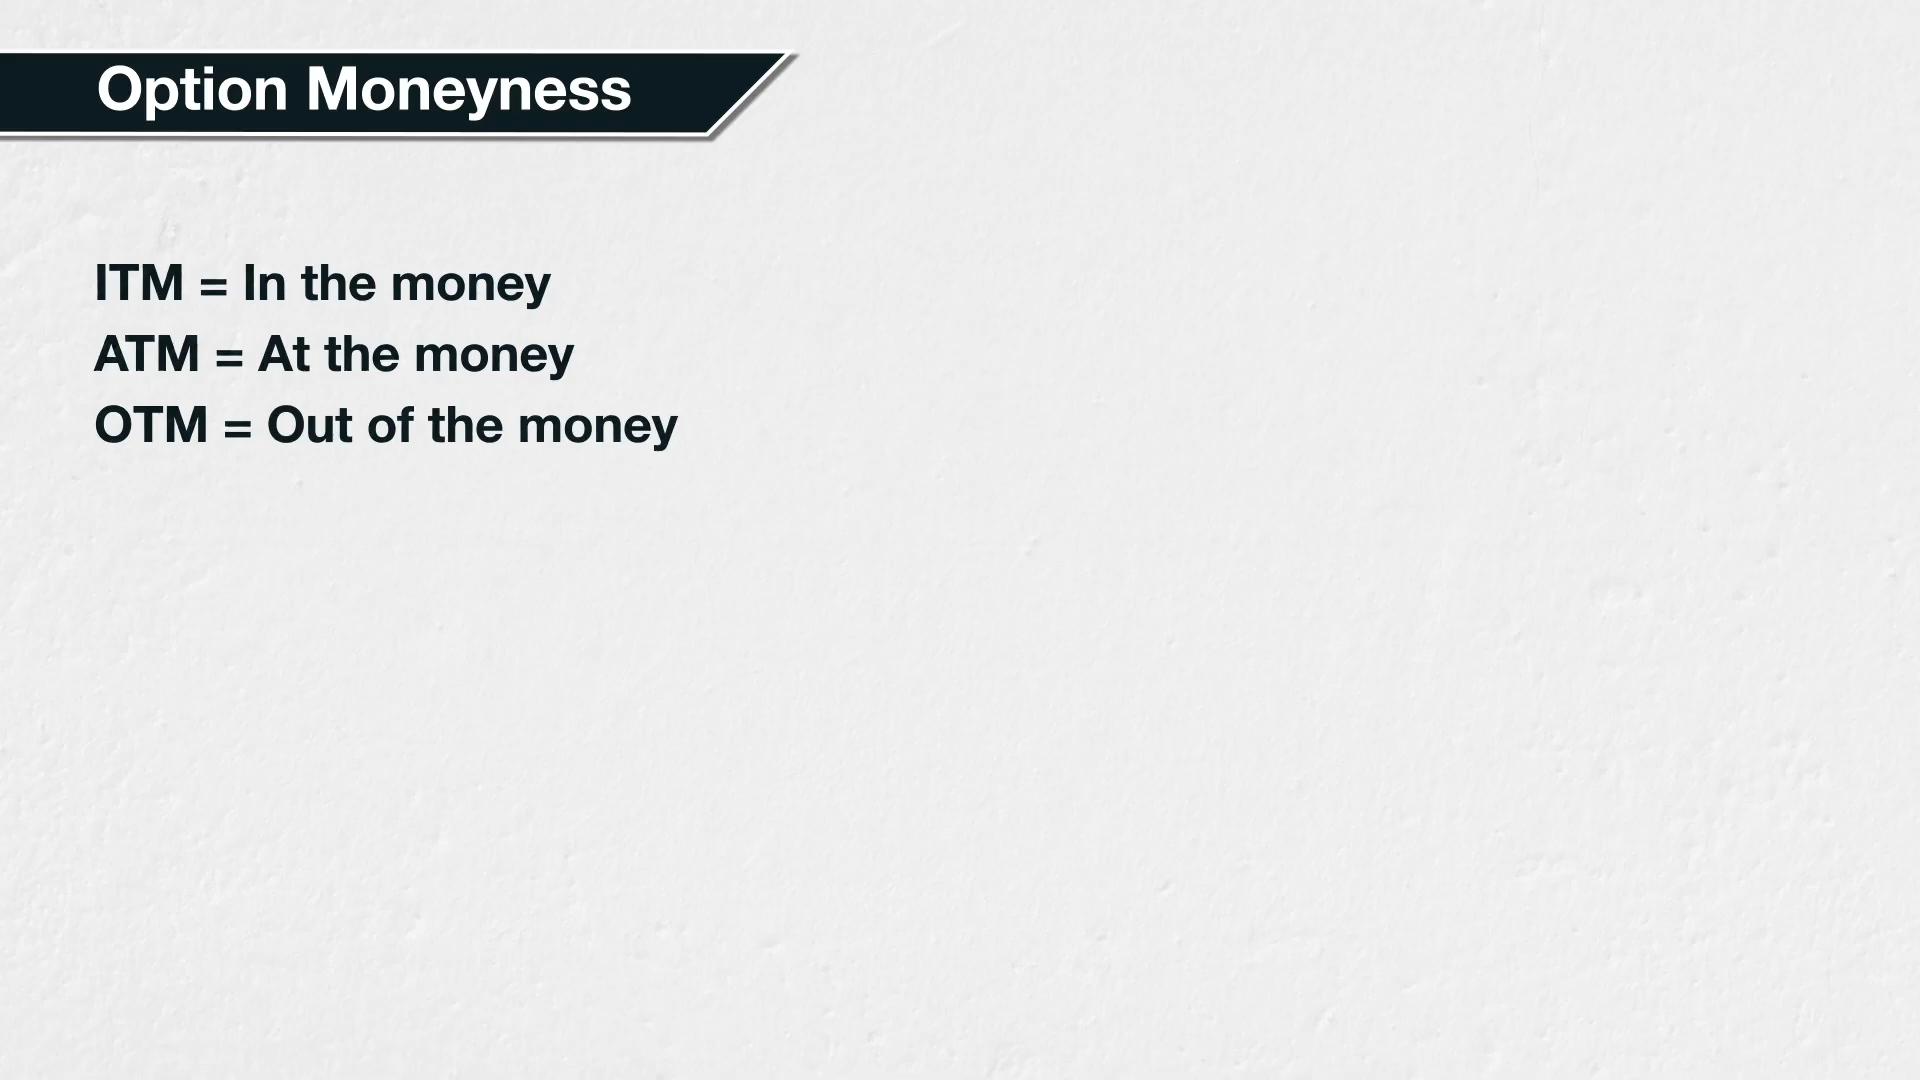 Option Moneyness
ITM = In the money
ATM = At the money
OTM = Out of the money